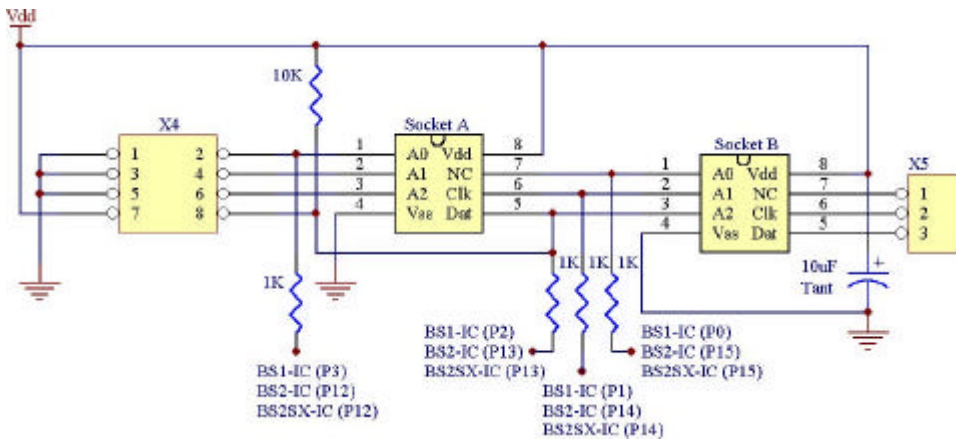 Vdd
10K
X4
1 2
3 4
5 6
7 8
Socket A
1 A0 Vdd 8
2 A1 NC 7
3 A2 Clk 6
4 Vss Dat 5
Socket B
1 A0 Vdd 8
2 A1 NC 7
3 A2 Clk 6
4 Vss Dat 5
X5
1
2
3
1K
1K
1K
1K
10uF
+
Tant
BS1-IC (P3)
BS2-IC (P12)
BS2SX-IC (P12)
BS1-IC (P2)
BS2-IC (P13)
BS2SX-IC (P13)
BS1-IC (P1)
BS2-IC (P14)
BS2SX-IC (P14)
BS1-IC (P0)
BS2-IC (P15)
BS2SX-IC (P15)